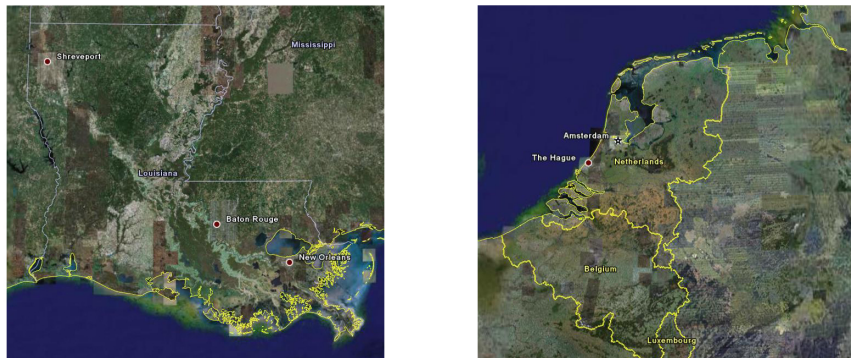 Mississippi
Shreveport
Louisiana
Baton Rouge
New Orleans
Amsterdam
The Hague
Netherlands
Belgium
Luxembourg